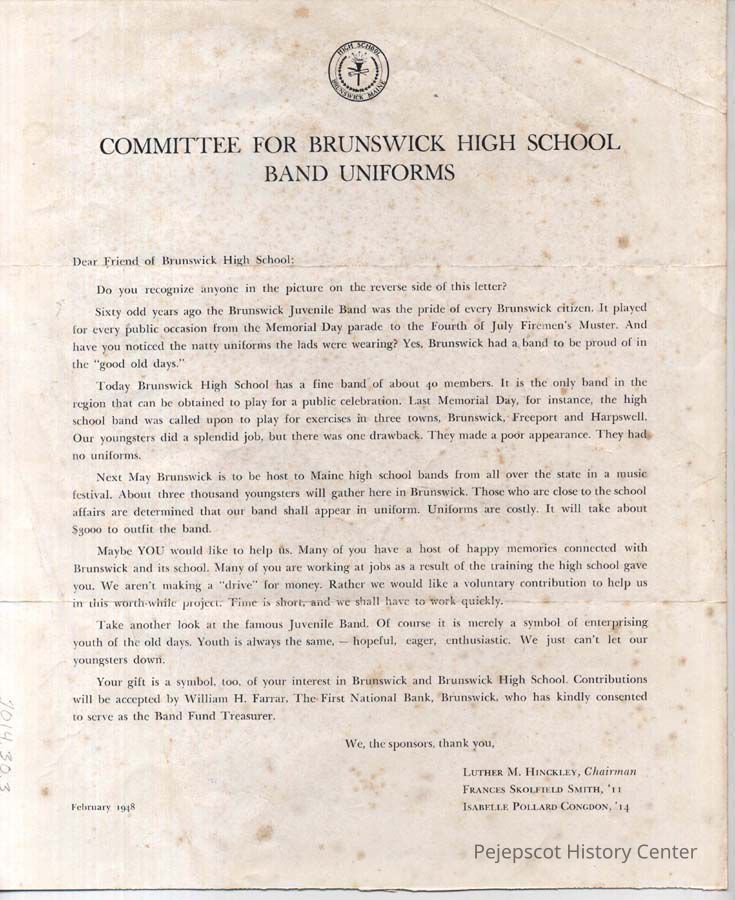 HIGH SCHOOL
BRUNSWICK MAINE
COMMITTEE FOR BRUNSWICK HIGH SCHOOL
BAND UNIFORMS
Dear Friend of Brunswick High School:
Do you recognize anyone in the picture on the reverse side of this letter?
Sixty odd years ago the Brunswick Juvenile Band was the pride of every Brunswick citizen. It played
for every public occasion from the Memorial Day parade to the Fourth of July Firemen's Muster. And
have you noticed the natty uniforms the lads were wearing? Yes, Brunswick had a band to be proud of in
the "good old days."
Today Brunswick High School has a fine band of about 40 members. It is the only band in the
region that can be obtained to play for a public celebration. Last Memorial Day, for instance, the high
school band was called upon to play for exercises in three towns, Brunswick, Freeport and Harpswell.
Our youngsters did a splendid job, but there was one drawback. They made a poor appearance. They had
no uniforms.
Next May Brunswick is to be host to Maine high school bands from all over the state in a music
festival. About three thousand youngsters will gather here in Brunswick. Those who are close to the school
affairs are determined that our band shall appear in uniform. Uniforms are costly. It will take about
$3000 to outfit the band.
Maybe YOU would like to help us. Many of you have a host of happy memories connected with
Brunswick and its school. Many of you are working at jobs as a result of the training the high school gave
you. We aren't making a "drive" for money. Rather we would like a voluntary contribution to help us
in this worth-while project. Time is short, and we shall have to work quickly.
Take another look at the famous Juvenile Band. Of course it is merely a symbol of enterprising
youth of the old days. Youth is always the same, — hopeful, eager, enthusiastic. We just can't let our
youngsters down.
Your gift is a symbol, too, of your interest in Brunswick and Brunswick High School. Contributions
will be accepted by William H. Farrar, The First National Bank, Brunswick, who has kindly consented
to serve as the Band Fund Treasurer.
We, the sponsors, thank you,
LUTHER M. HINCKLEY, Chairman
FRANCES SKOLFIELD SMITH, '11
ISABELLE POLLARD CONGDON, '14
February 1948
2014.30.3
Pejepscot History Center